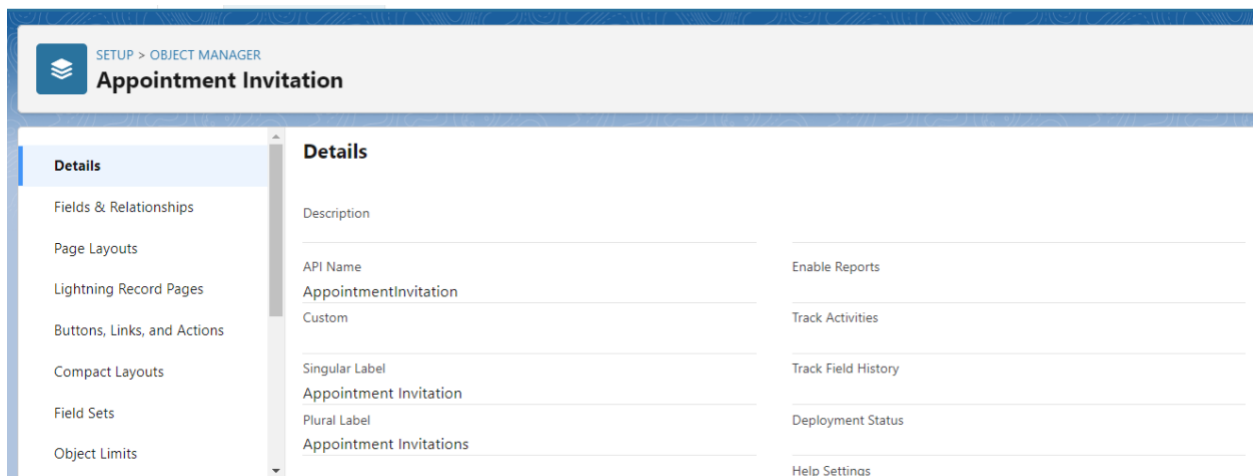 SETUP > OBJECT MANAGER
Appointment Invitation
Details
Fields & Relationships
Page Layouts
Lightning Record Pages
Buttons, Links, and Actions
Compact Layouts
Field Sets
Object Limits
Details
Description
API Name
AppointmentInvitation
Custom
Singular Label
Appointment Invitation
Plural Label
Appointment Invitations
Enable Reports
Track Activities
Track Field History
Deployment Status
Help Settings